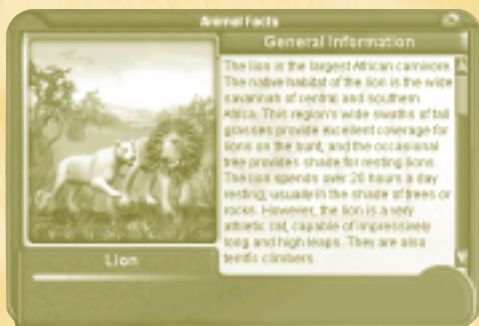 Animal Facts
General Information
The lion is the largest African carnivore.
The native habitat of the lion is the wide
savannah of central and southern
Africa. This region's wide swaths of tall
grasses provide excellent coverage for
lions on the hunt, and the occasional
tree provides shade for resting lions.
The lion spends over 20 hours a day
resting, usually in the shade of trees or
rocks. However, the lion is a very
athletic cat, capable of impressively
long and high leaps. They are also
terrific climbers.
Lion